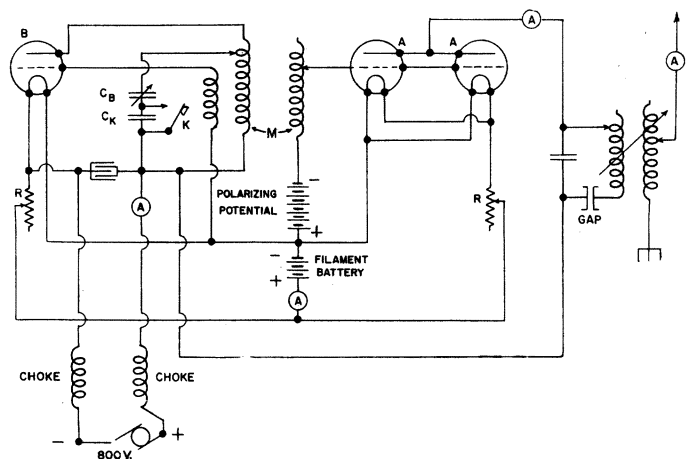 B
A
A
A
A
C_B
C_K
K
M
R
A
POLARIZING
POTENTIAL
-
+
-
FILAMENT
BATTERY
+
A
R
GAP
CHOKE
CHOKE
-
+
800 V.